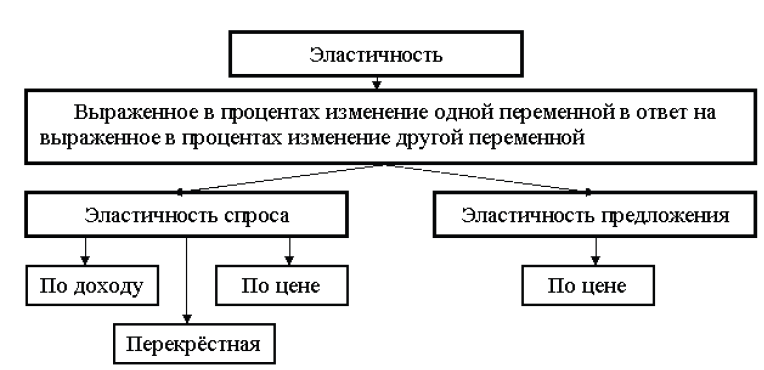 Эластичность
Выраженное в процентах изменение одной переменной в ответ на
выраженное в процентах изменение другой переменной
Эластичность спроса
Эластичность предложения
По доходу
По цене
По цене
Перекрёстная